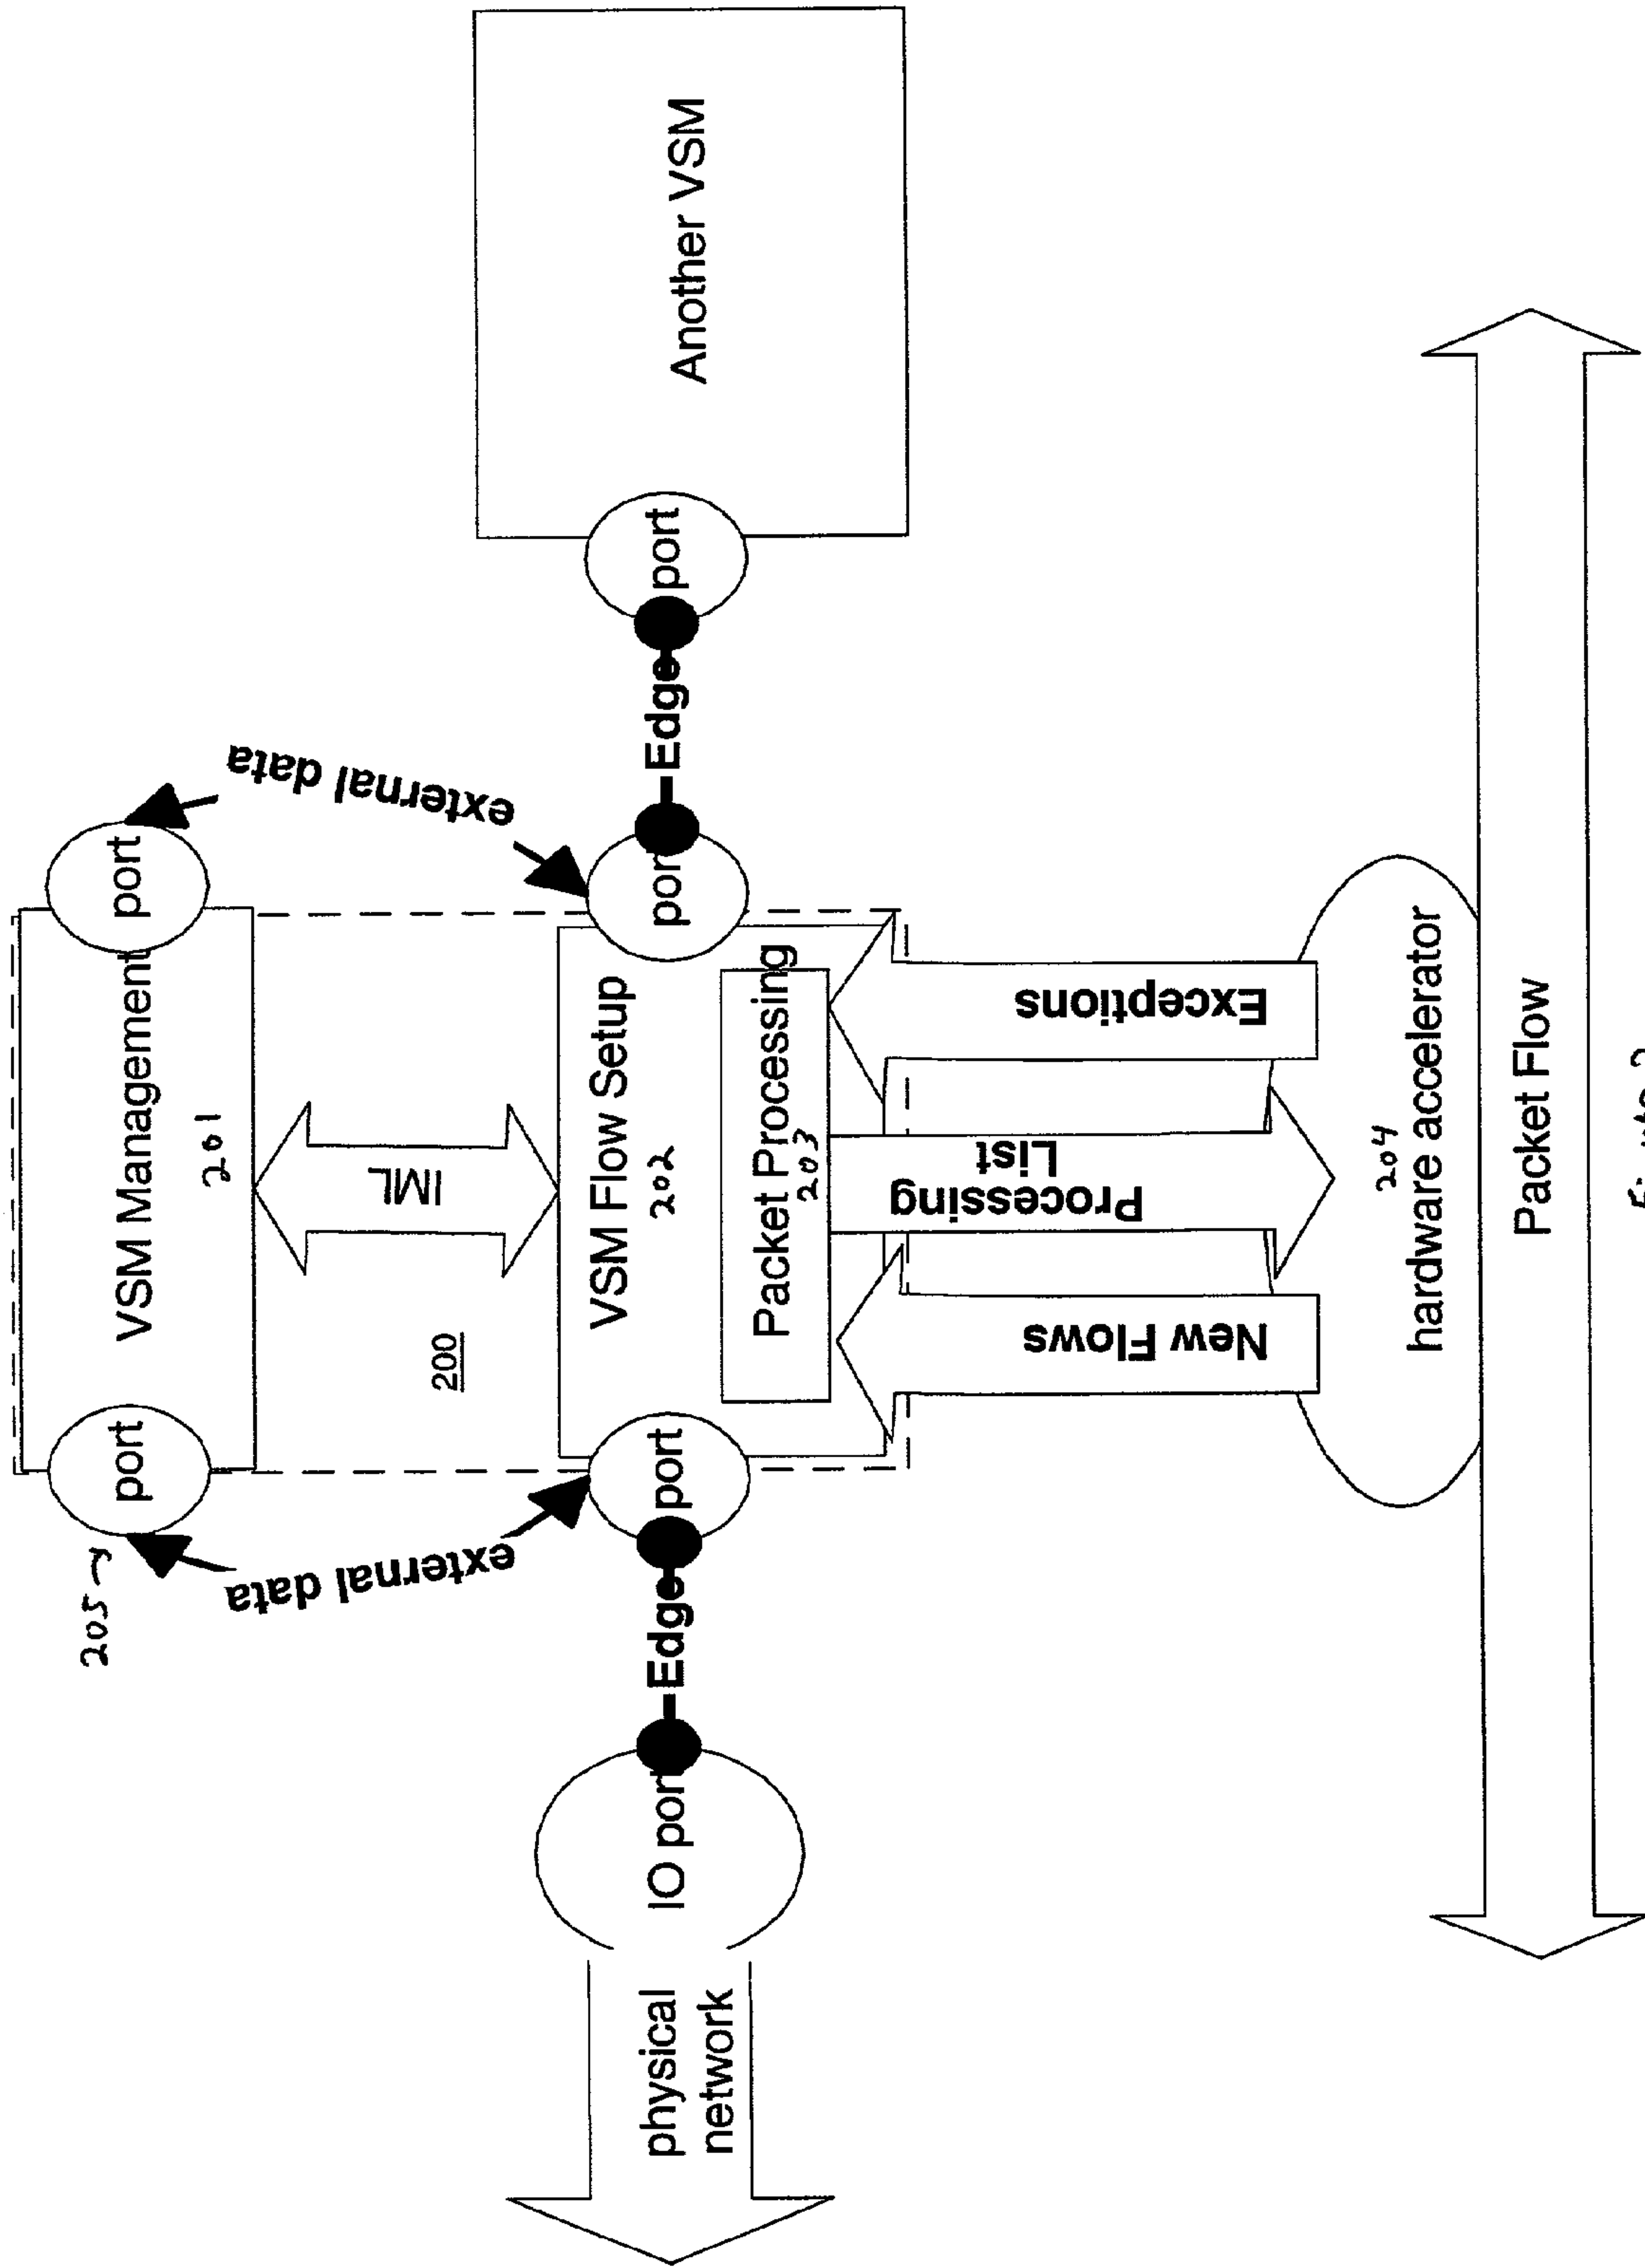 205
port
VSM Management
201
port
external data
external data
200
IML
physical
network
IO port
Edge
port
VSM Flow Setup
202
port
Edge
port
Another VSM
Packet Processing
203
New Flows
Processing
List
Exceptions
204
hardware accelerator
Packet Flow